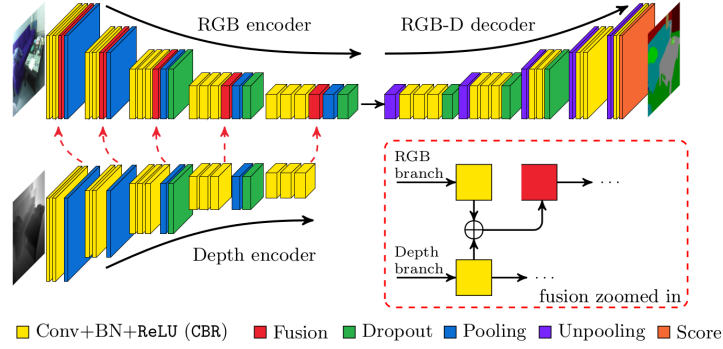 RGB encoder
RGB-D decoder
RGB
branch
...
Depth
branch
...
Depth encoder
fusion zoomed in
Conv+BN+ReLU (CBR)
Fusion
Dropout
Pooling
Unpooling
Score